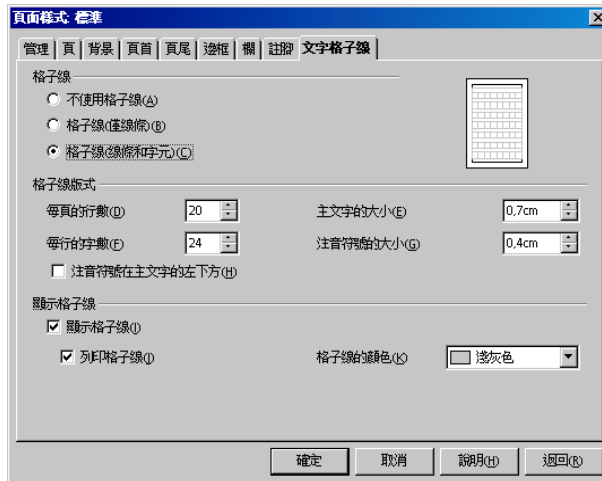 頁面樣式: 標準
管理 頁 背景 頁首 頁尾 邊框 欄 註腳 文字格子線
格子線
不使用格子線(A)
格子線(僅線條)(B)
格子線(線條和字元)(C)
格子線版式
每頁的行數(D) 20 主文字的大小(E) 0,7cm
每行的字數(F) 24 注音符號的大小(G) 0,4cm
注音符號在主文字的左下方(H)
顯示格子線
顯示格子線(I)
列印格子線(J) 格子線的顏色(K) 淺灰色
確定 取消 說明(H) 返回(R)